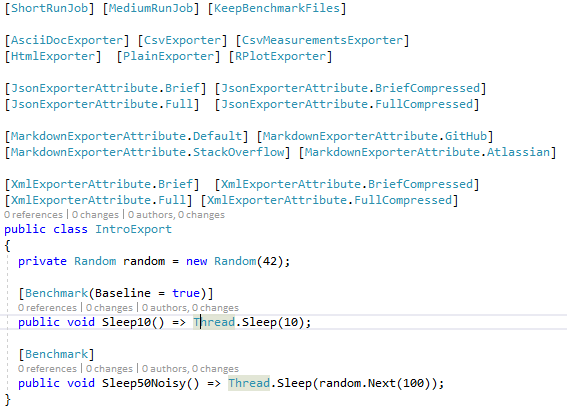 [ShortRunJob] [MediumRunJob] [KeepBenchmarkFiles]
[AsciiDocExporter] [CsvExporter] [CsvMeasurementsExporter]
[HtmlExporter]  [PlainExporter] [RPlotExporter]
[JsonExporterAttribute.Brief]  [JsonExporterAttribute.BriefCompressed]
[JsonExporterAttribute.Full]  [JsonExporterAttribute.FullCompressed]
[MarkdownExporterAttribute.Default] [MarkdownExporterAttribute.GitHub]
[MarkdownExporterAttribute.StackOverflow] [MarkdownExporterAttribute.Atlassian]
[XmlExporterAttribute.Brief]  [XmlExporterAttribute.BriefCompressed]
[XmlExporterAttribute.Full] [XmlExporterAttribute.FullCompressed]
0 references | 0 changes | 0 authors, 0 changes
public class IntroExport
{
  private Random random = new Random(42);
  [Benchmark(Baseline = true)]
  0 references | 0 changes | 0 authors, 0 changes
  public void Sleep10() => Thread.Sleep(10);
  [Benchmark]
  0 references | 0 changes | 0 authors, 0 changes
  public void Sleep50Noisy() => Thread.Sleep(random.Next(100));
}